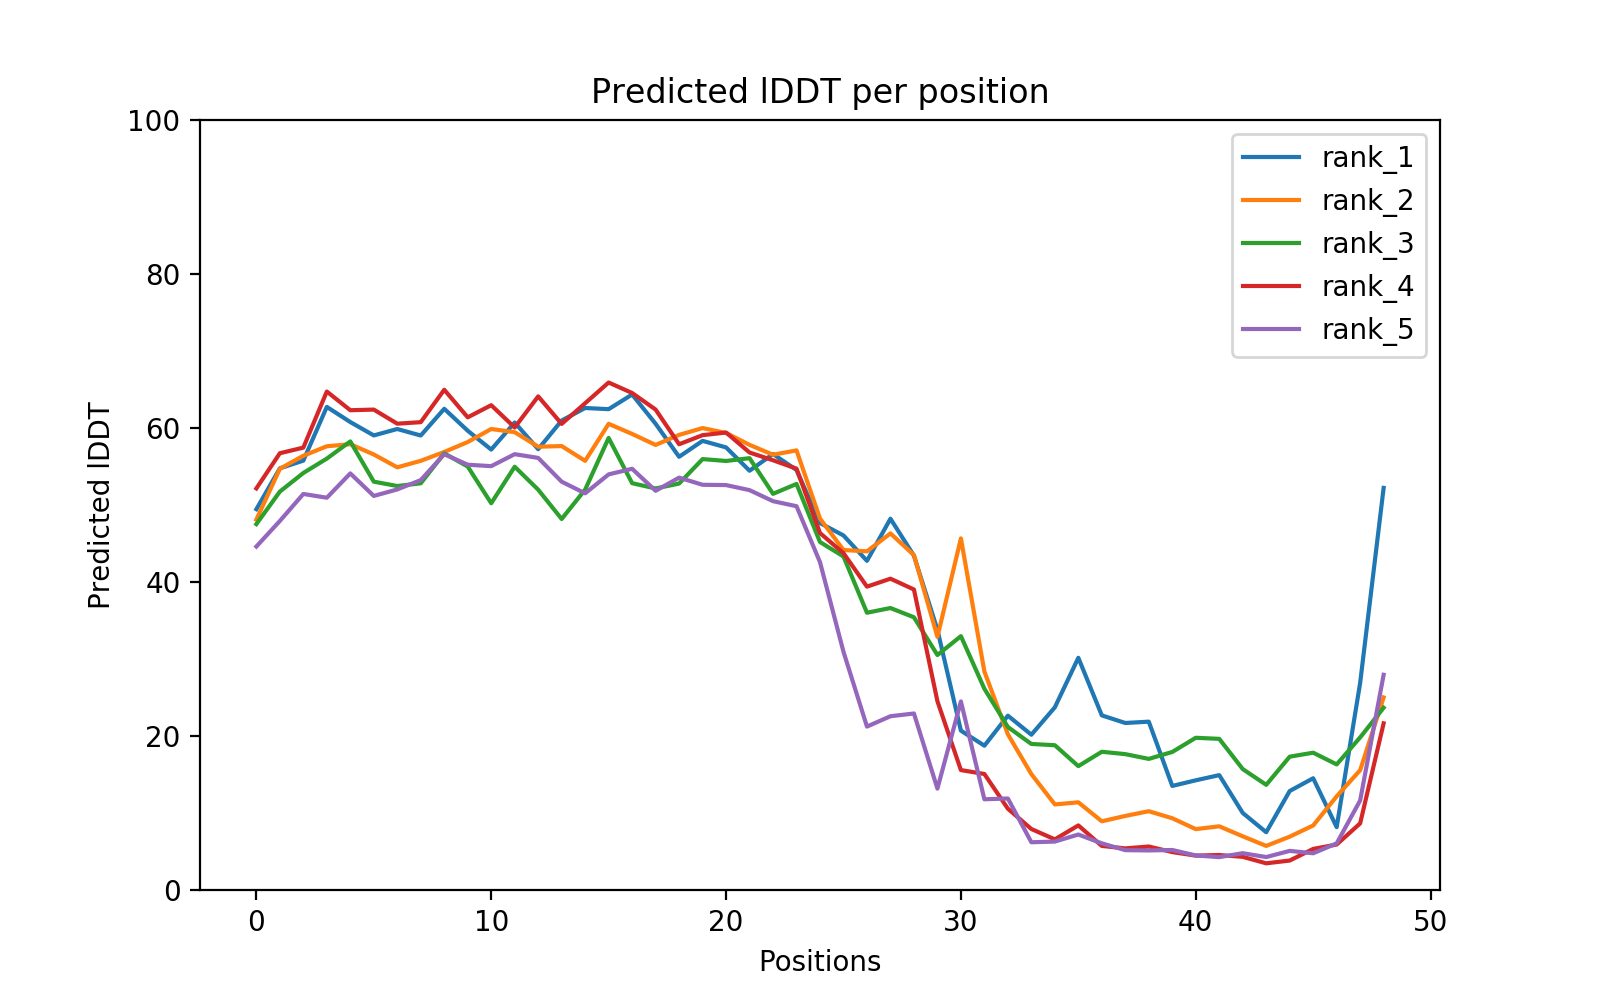 Predicted lDDT per position
100
80
60
40
20
0
Predicted lDDT
rank_1
rank_2
rank_3
rank_4
rank_5
0 10 20 30 40 50
Positions